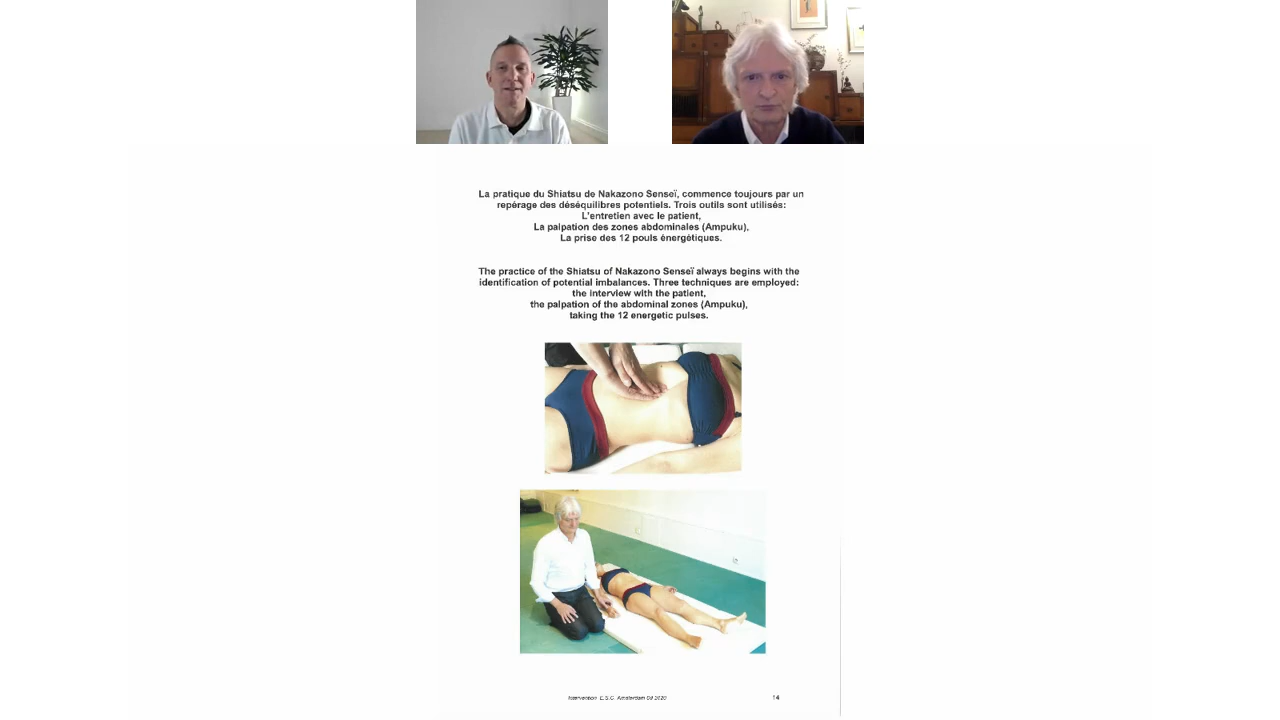 La pratique du Shiatsu de Nakazono Senseï, commence toujours par un
repérage des déséquilibres potentiels. Trois outils sont utilisés:
L'entretien avec le patient,
La palpation des zones abdominales (Ampuku),
La prise des 12 pouls énergétiques.
The practice of the Shiatsu of Nakazono Senseï always begins with the
identification of potential imbalances. Three techniques are employed:
the interview with the patient,
the palpation of the abdominal zones (Ampuku),
taking the 12 energetic pulses.
Intervention E.S.C. Amsterdam 09 2020
14